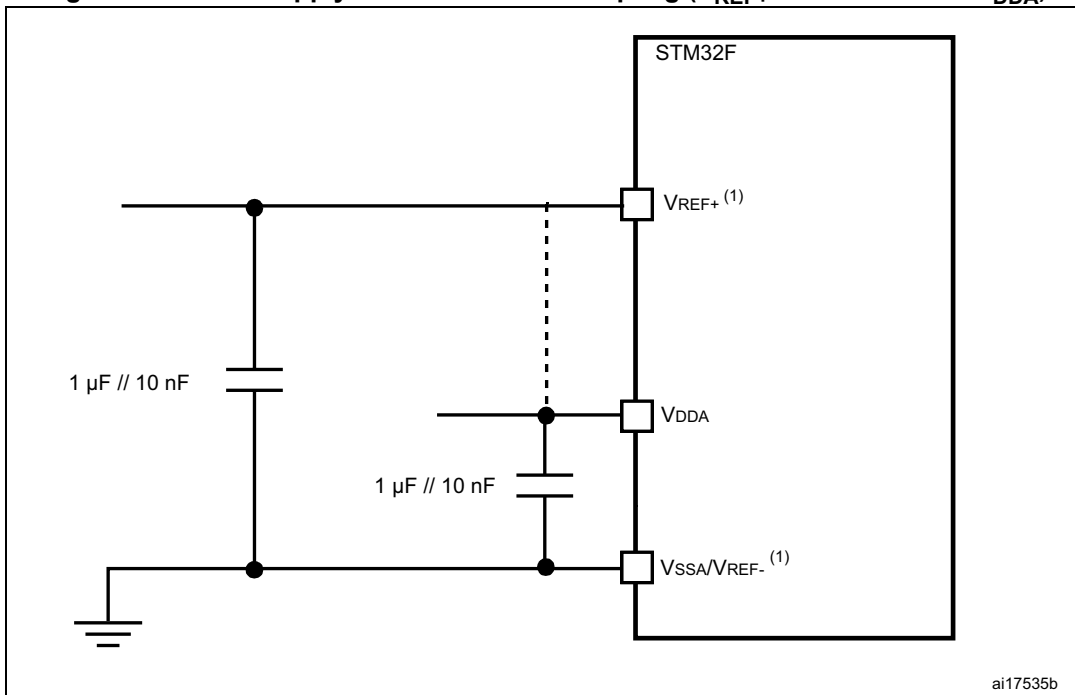 STM32F
VREF+ (1)
1 µF // 10 nF
VDDA
1 µF // 10 nF
VSSA/VREF- (1)
ai17535b